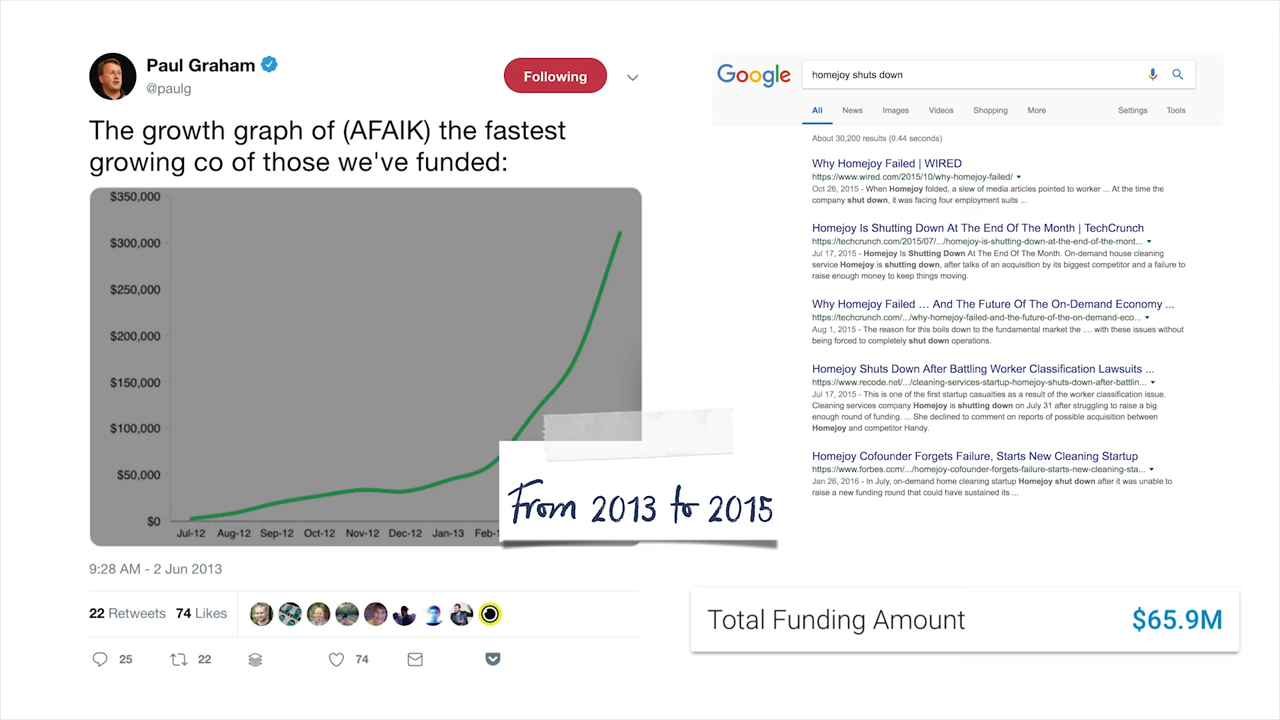 Paul Graham
@paulg
Following
The growth graph of (AFAIK) the fastest
growing co of those we've funded:
$350,000
$300,000
$250,000
$200,000
$150,000
$100,000
$50,000
$0
Jul-12 Aug-12 Sep-12 Oct-12 Nov-12 Dec-12 Jan-13 Feb-1
From 2013 to 2015
9:28 AM - 2 Jun 2013
22 Retweets 74 Likes
25 22 74
Google
homejoy shuts down
All News Images Videos Shopping More Settings Tools
About 30,200 results (0.44 seconds)
Why Homejoy Failed | WIRED
https://www.wired.com/2015/10/why-homejoy-failed/
Oct 26, 2015 - When Homejoy folded, a slew of media articles pointed to worker ... At the time the
company shut down, it was facing four employment suits ...
Homejoy Is Shutting Down At The End Of The Month | TechCrunch
https://techcrunch.com/2015/07/.../homejoy-is-shutting-down-at-the-end-of-the-mont...
Jul 17, 2015 - Homejoy Is Shutting Down At The End Of The Month. On-demand house cleaning
service Homejoy is shutting down, after talks of an acquisition by its biggest competitor and a failure to
raise enough money to keep things moving.
Why Homejoy Failed … And The Future Of The On-Demand Economy ...
https://techcrunch.com/.../why-homejoy-failed-and-the-future-of-the-on-demand-eco...
Aug 1, 2015 - The reason for this boils down to the fundamental market the .... with these issues without
being forced to completely shut down operations.
Homejoy Shuts Down After Battling Worker Classification Lawsuits ...
https://www.recode.net/.../cleaning-services-startup-homejoy-shuts-down-after-battlin...
Jul 17, 2015 - This is one of the first startup casualties as a result of the worker classification issue.
Cleaning services company Homejoy is shutting down on July 31 after struggling to raise a big
enough round of funding. ... She declined to comment on reports of possible acquisition between
Homejoy and competitor Handy.
Homejoy Cofounder Forgets Failure, Starts New Cleaning Startup
https://www.forbes.com/.../homejoy-cofounder-forgets-failure-starts-new-cleaning-sta...
Jan 26, 2016 - In July, on-demand home cleaning startup Homejoy shut down after it was unable to
raise a new funding round that could have sustained its ...
Total Funding Amount $65.9M